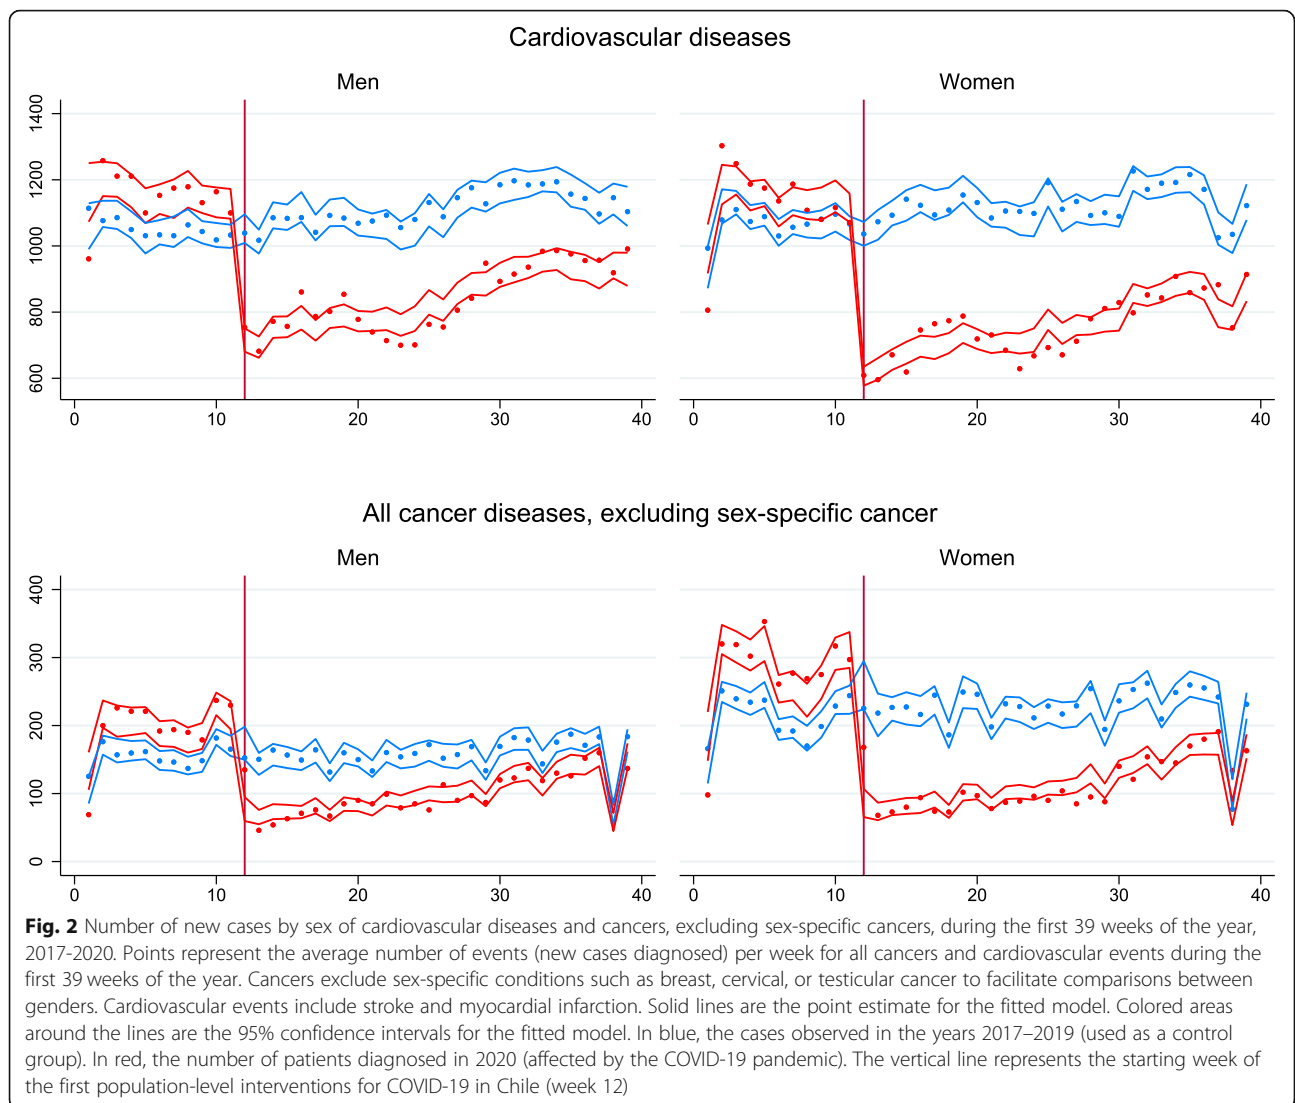 Cardiovascular diseases
Men
Women
1400
1200
1000
800
600
0
10
20
30
40
0
10
20
30
40
All cancer diseases, excluding sex-specific cancer
Men
Women
400
300
200
100
0
0
10
20
30
40
0
10
20
30
40
Fig. 2 Number of new cases by sex of cardiovascular diseases and cancers, excluding sex-specific cancers, during the first 39 weeks of the year,
2017-2020. Points represent the average number of events (new cases diagnosed) per week for all cancers and cardiovascular events during the
first 39 weeks of the year. Cancers exclude sex-specific conditions such as breast, cervical, or testicular cancer to facilitate comparisons between
genders. Cardiovascular events include stroke and myocardial infarction. Solid lines are the point estimate for the fitted model. Colored areas
around the lines are the 95% confidence intervals for the fitted model. In blue, the cases observed in the years 2017–2019 (used as a control
group). In red, the number of patients diagnosed in 2020 (affected by the COVID-19 pandemic). The vertical line represents the starting week of
the first population-level interventions for COVID-19 in Chile (week 12)